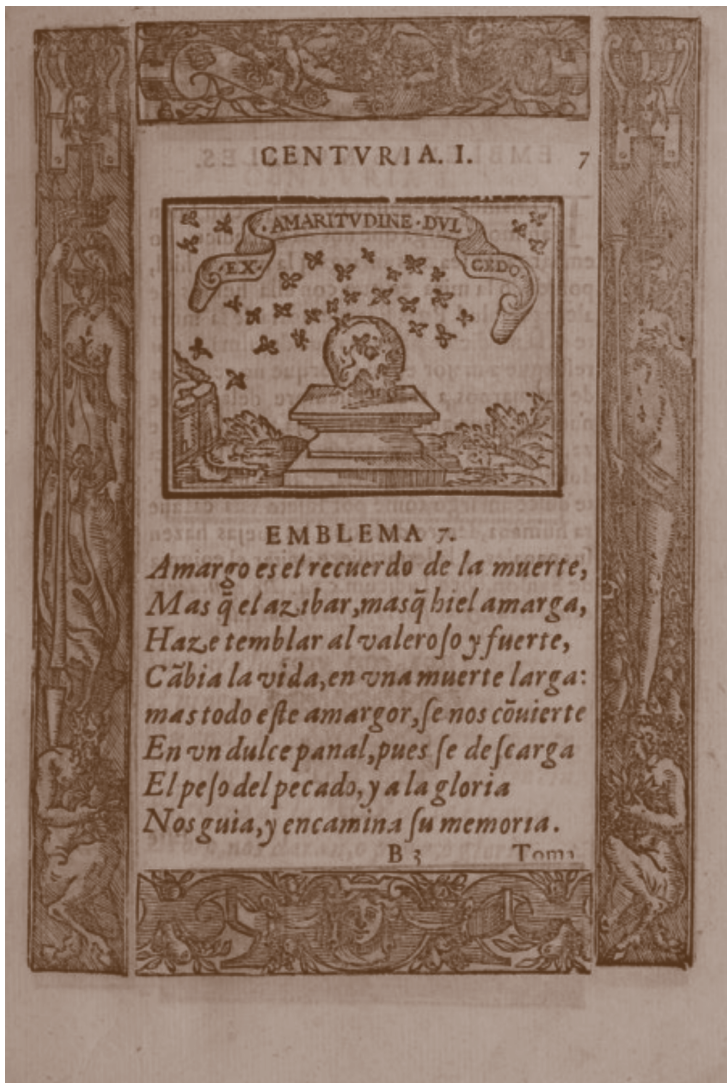 CENTVRIA. I. 7
EX · AMARITVDINE · DVL
CEDO ·
EMBLEMA 7.
Amargo es el recuerdo de la muerte,
Mas q̃ el azibar, mas q̃ hiel amarga,
Haze temblar al valeroſo y fuerte,
Cãbia la vida, en vna muerte larga:
mas todo eſte amargor, ſe nos cõuierte
En vn dulce panal, pues ſe deſcarga
El peſo del pecado, y a la gloria
Nos guia, y encamina ſu memoria.
B 3 Toma